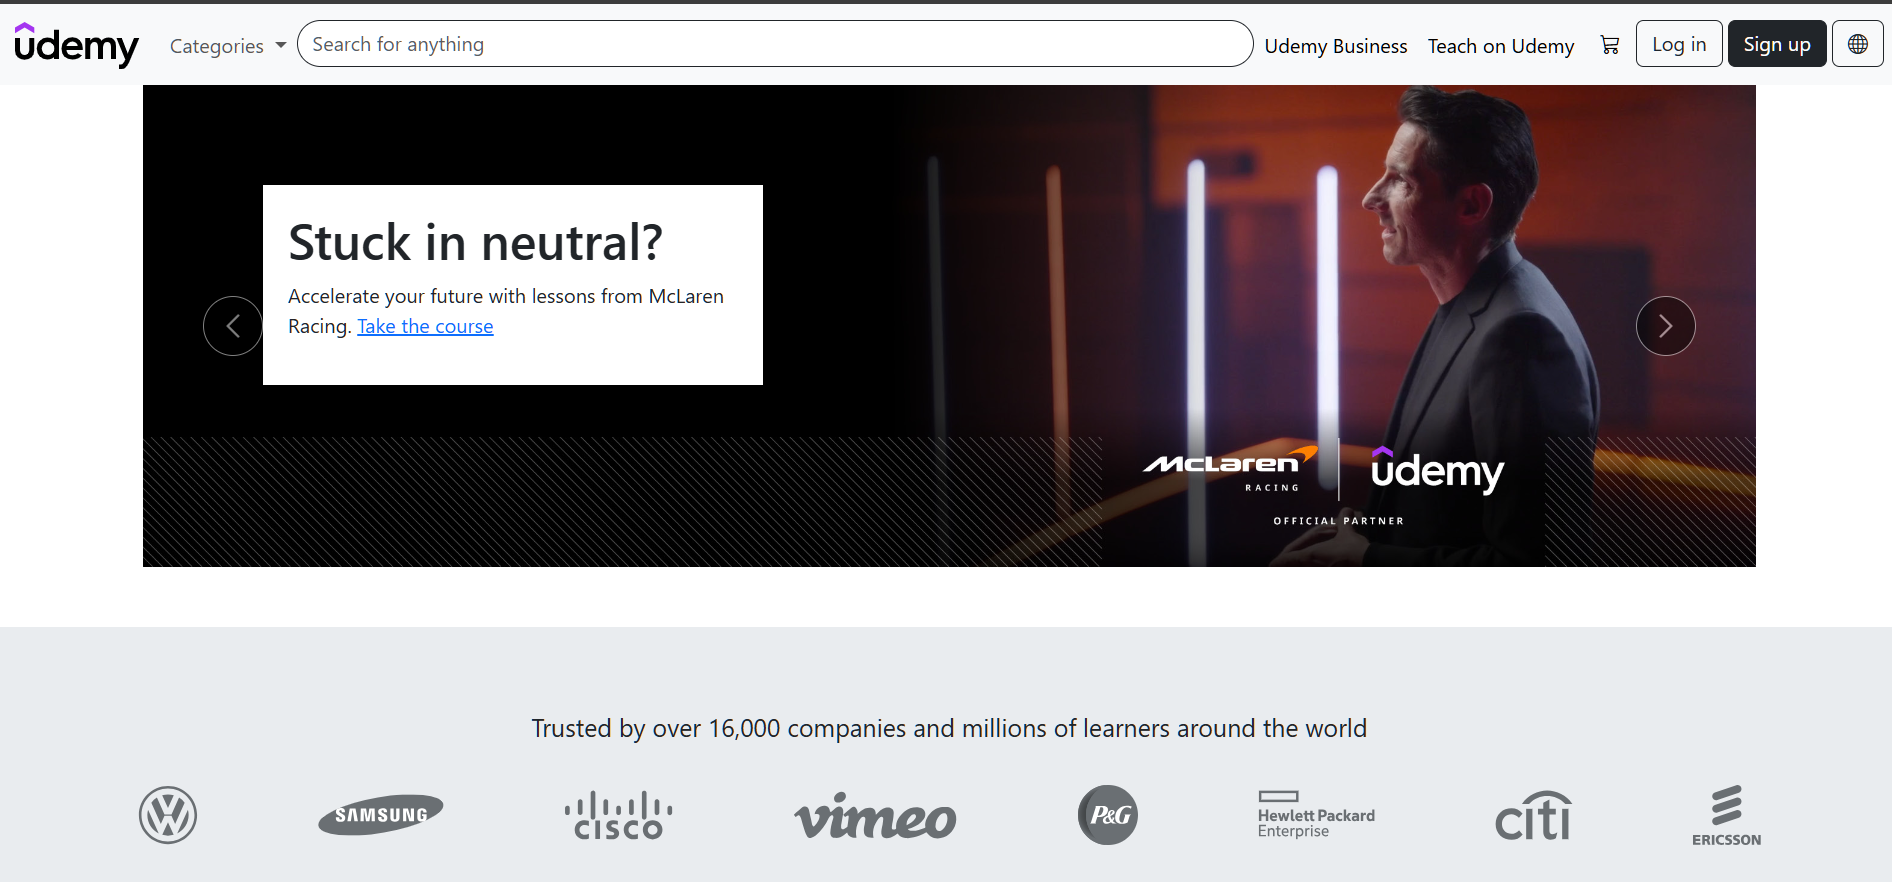 udemy
Categories
Search for anything
Udemy Business
Teach on Udemy
Log in
Sign up
Stuck in neutral?
Accelerate your future with lessons from McLaren
Racing. Take the course
McLaren
RACING
udemy
OFFICIAL PARTNER
Trusted by over 16,000 companies and millions of learners around the world
SAMSUNG
CISCO
vimeo
P&G
Hewlett Packard
Enterprise
citi
ERICSSON